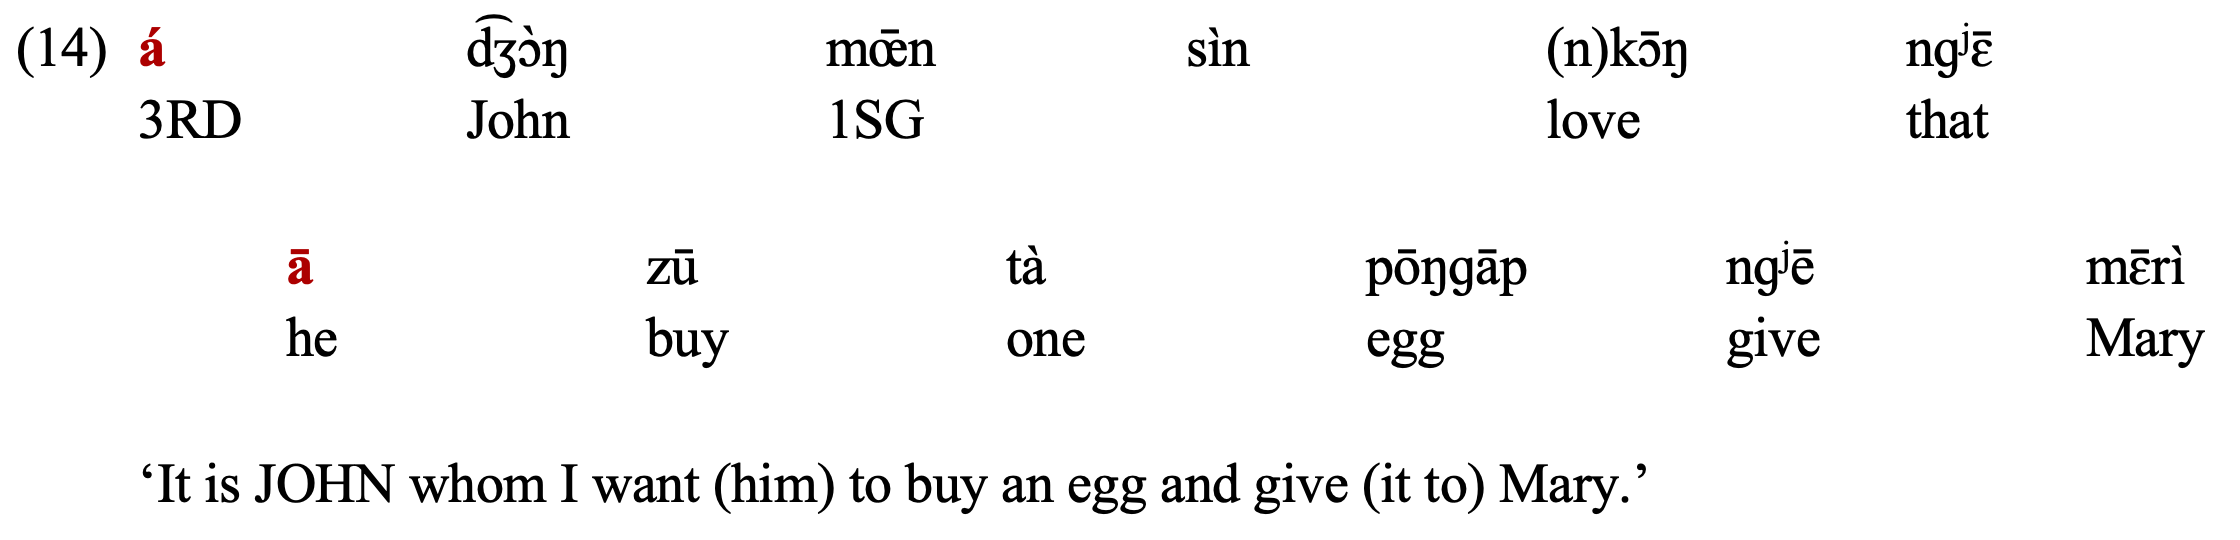 (14) á d͡ʒɔ̀ŋ mœ̄n sìn (n)kɔ̄ŋ ngʲɛ̄
3RD John 1SG love that
ā zū tà pōŋgāp ngʲē mɛ̄rì
he buy one egg give Mary
‘It is JOHN whom I want (him) to buy an egg and give (it to) Mary.’